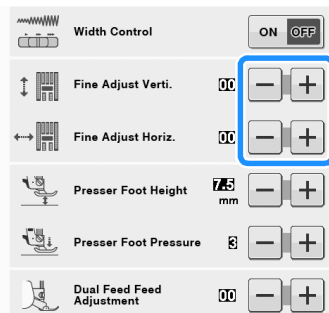 Width Control ON OFF
Fine Adjust Verti. 00 − +
Fine Adjust Horiz. 00 − +
Presser Foot Height 7.5 mm − +
Presser Foot Pressure 3 − +
Dual Feed Feed
Adjustment 00 − +